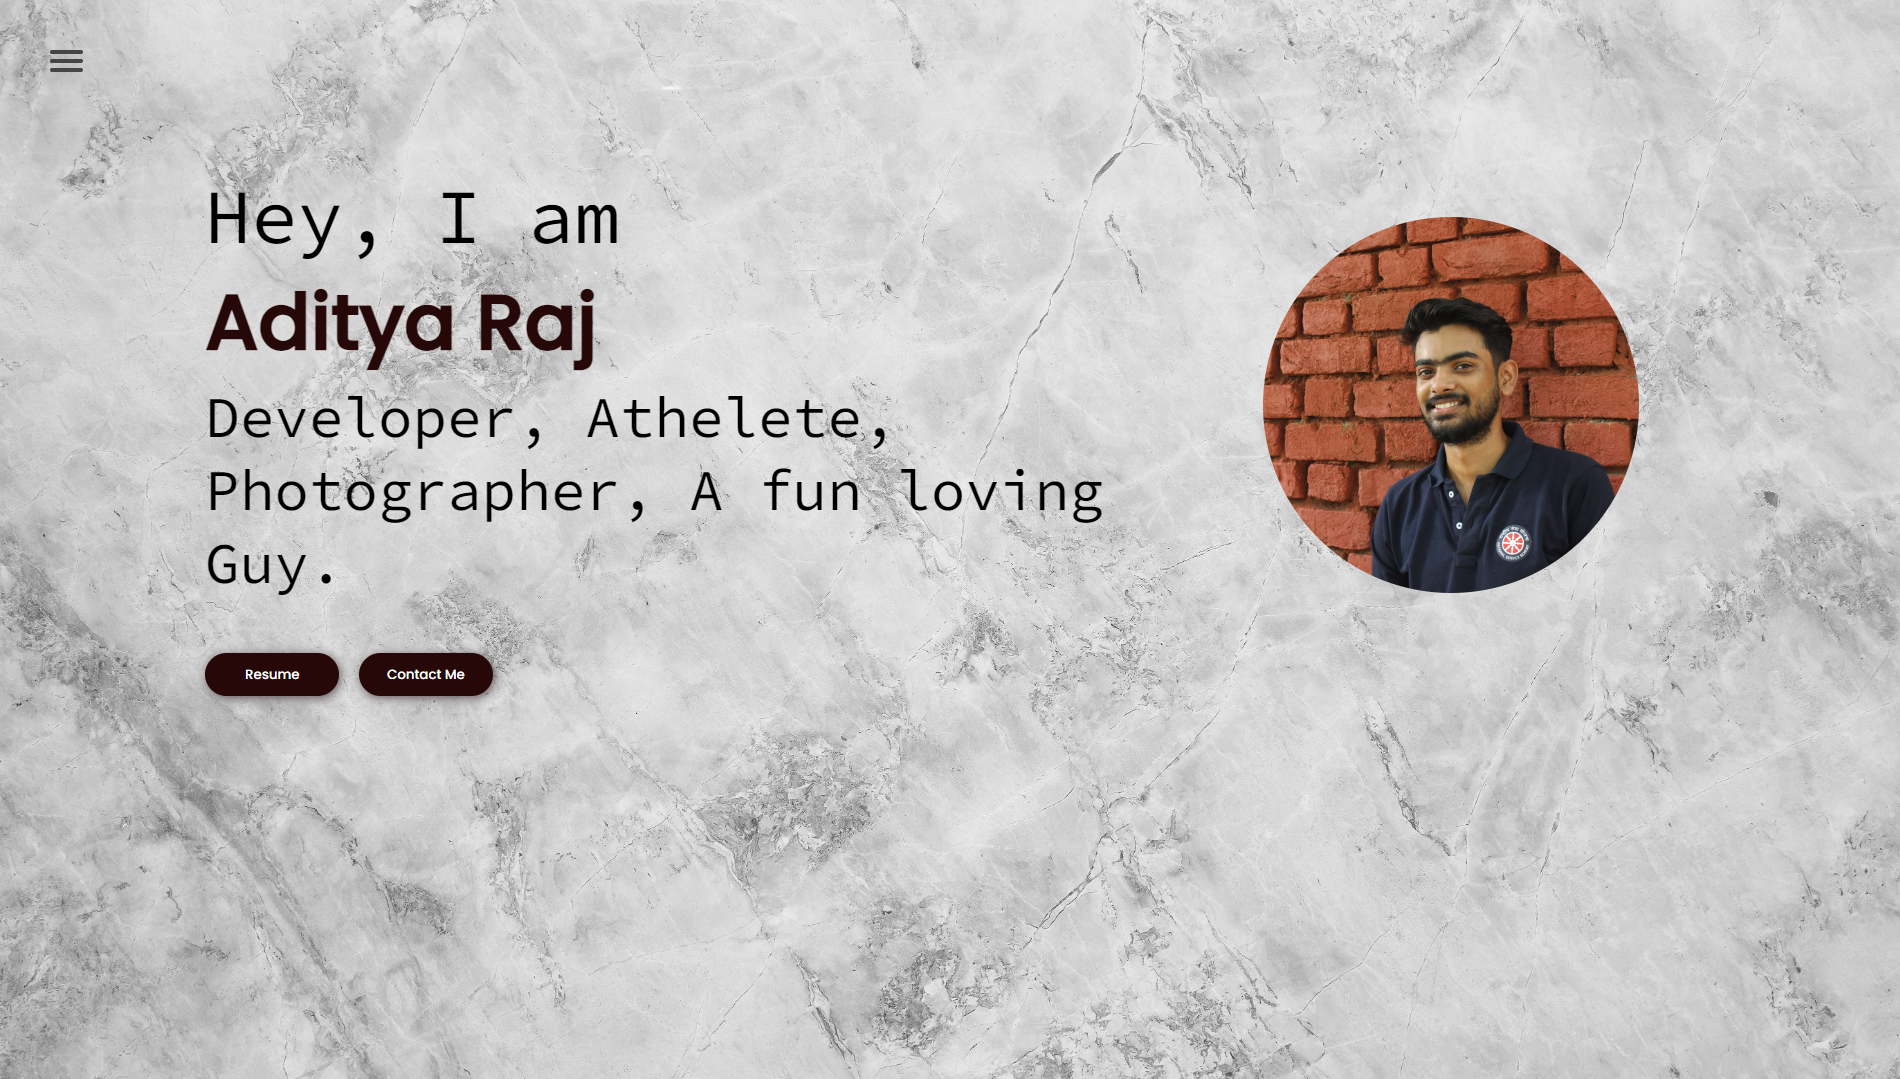 Hey, I am
Aditya Raj
Developer, Athelete,
Photographer, A fun loving
Guy.
Resume
Contact Me